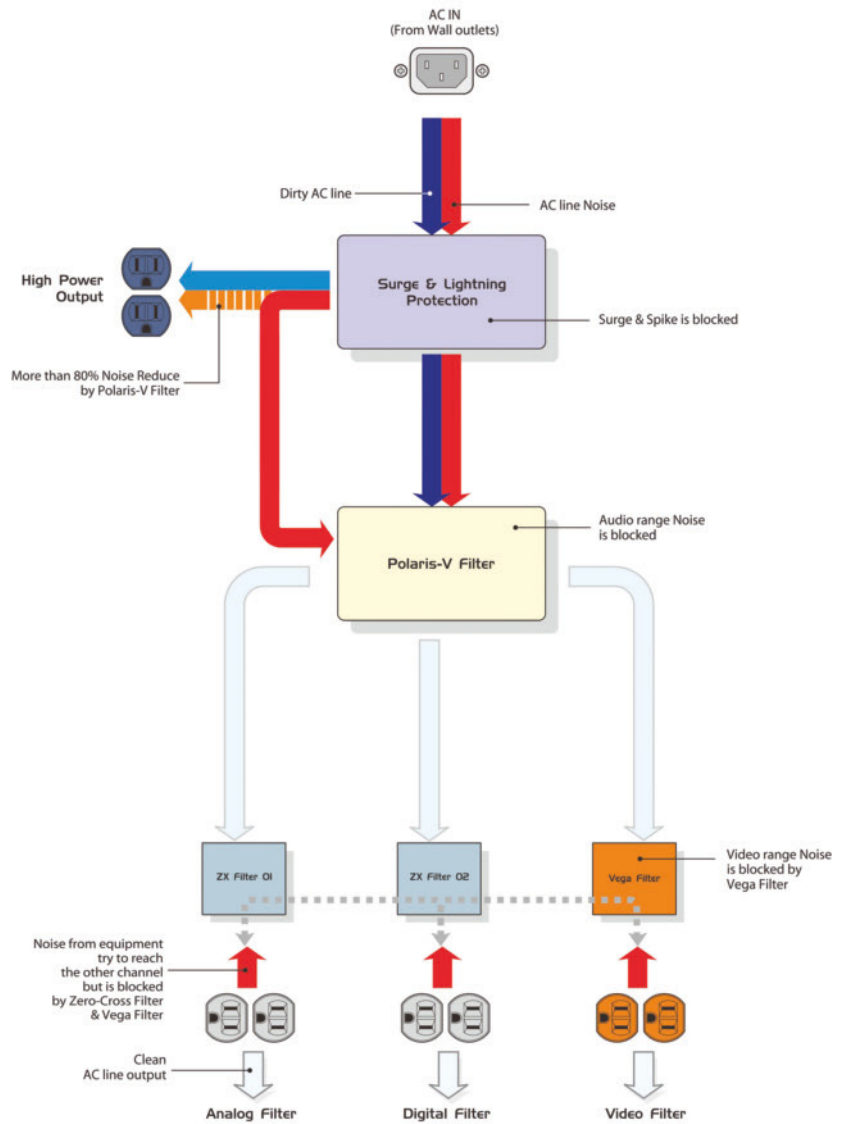 AC IN
(From Wall outlets)
Dirty AC line
AC line Noise
High Power
Output
Surge & Lightning
Protection
Surge & Spike is blocked
More than 80% Noise Reduce
by Polaris-V Filter
Audio range Noise
is blocked
Polaris-V Filter
ZX Filter 01
ZX Filter 02
Vega Filter
Video range Noise
is blocked by
Vega Filter
Noise from equipment
try to reach
the other channel
but is blocked
by Zero-Cross Filter
& Vega Filter
Clean
AC line output
Analog Filter
Digital Filter
Video Filter